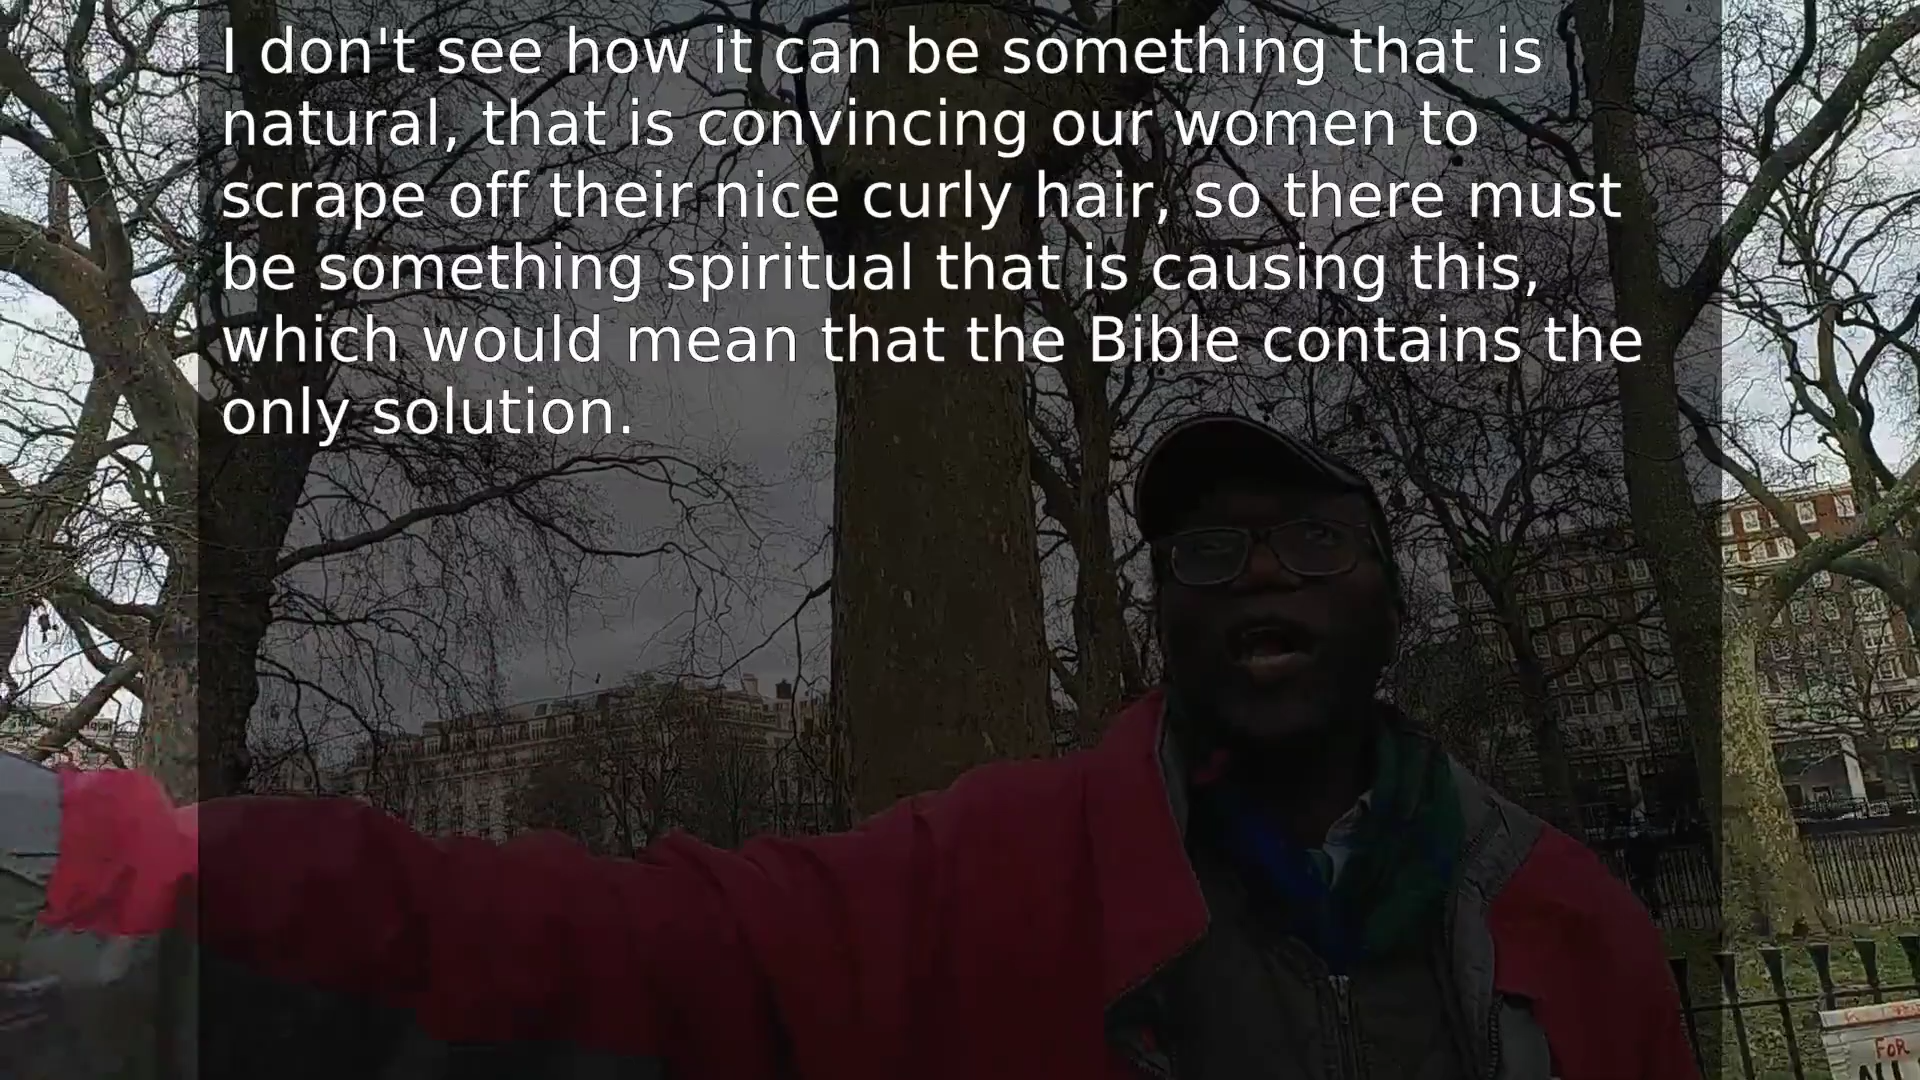 I don't see how it can be something that is
natural, that is convincing our women to
scrape off their nice curly hair, so there must
be something spiritual that is causing this,
which would mean that the Bible contains the
only solution.
FOR
ALL